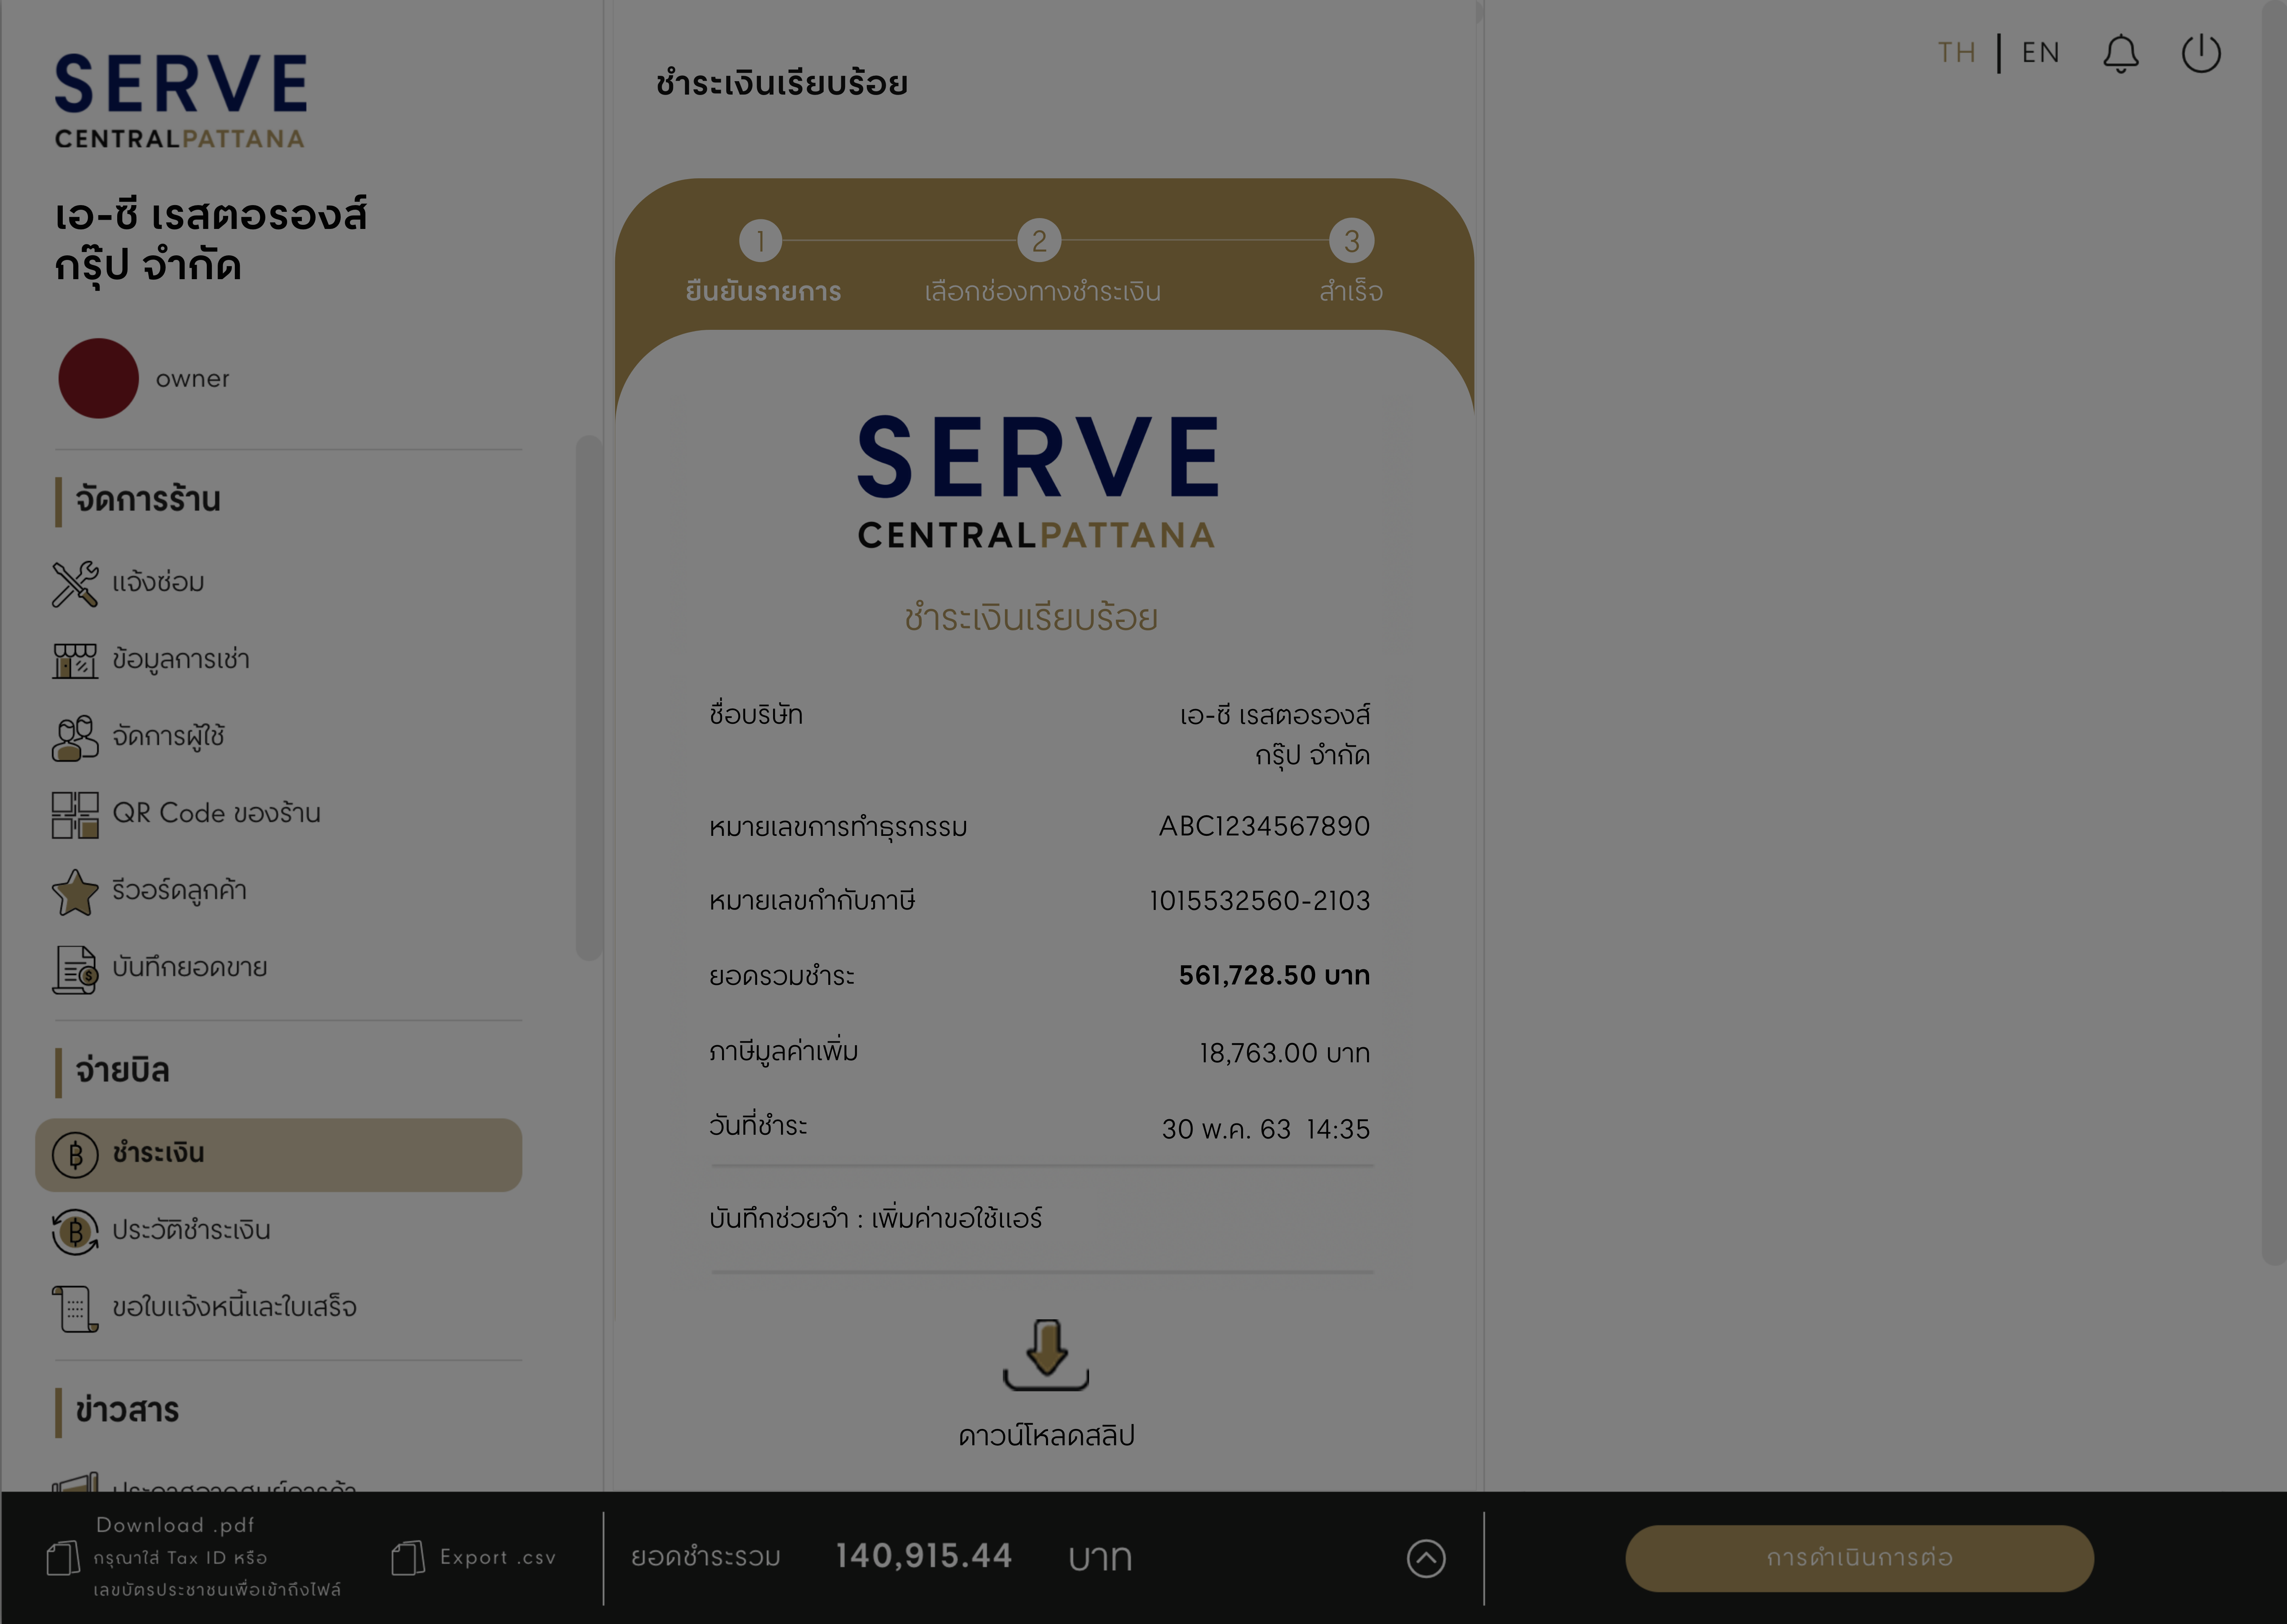 SERVE
CENTRALPATTANA
เอ-ซี เรสตอรองส์
กรุ๊ป จำกัด
owner
จัดการร้าน
แจ้งซ่อม
ข้อมูลการเช่า
จัดการผู้ใช้
QR Code ของร้าน
รีวอร์ดลูกค้า
บันทึกยอดขาย
จ่ายบิล
ชำระเงิน
ประวัติชำระเงิน
ขอใบแจ้งหนี้และใบเสร็จ
ข่าวสาร
ชำระเงินเรียบร้อย
1 2 3
ยืนยันรายการ เลือกช่องทางชำระเงิน สำเร็จ
SERVE
CENTRALPATTANA
ชำระเงินเรียบร้อย
ชื่อบริษัท เอ-ซี เรสตอรองส์
กรุ๊ป จำกัด
หมายเลขการทำธุรกรรม ABC1234567890
หมายเลขกำกับภาษี 1015532560-2103
ยอดรวมชำระ 561,728.50 บาท
ภาษีมูลค่าเพิ่ม 18,763.00 บาท
วันที่ชำระ 30 พ.ค. 63 14:35
บันทึกช่วยจำ : เพิ่มค่าขอใช้แอร์
ดาวน์โหลดสลิป
TH | EN
Download .pdf
กรุณาใส่ Tax ID หรือ
เลขบัตรประชาชนเพื่อเข้าถึงไฟล์
Export .csv
ยอดชำระรวม 140,915.44 บาท
การดำเนินการต่อ